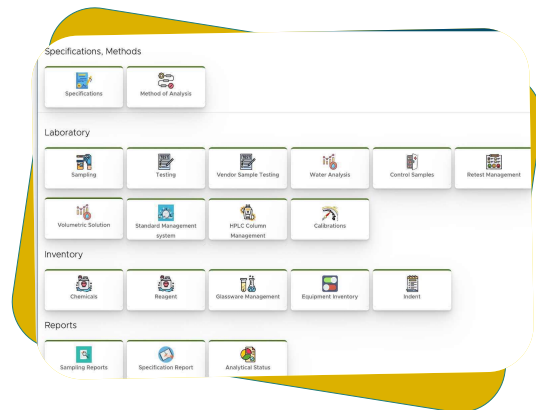 Specifications, Methods
Specifications
Method of Analysis
Laboratory
Sampling
Testing
Vendor Sample Testing
Water Analysis
Control Samples
Retest Management
Volumetric Solution
Standard Management
system
HPLC Column
Management
Calibrations
Inventory
Chemicals
Reagent
Glassware Management
Equipment Inventory
Indent
Reports
Sampling Reports
Specification Report
Analytical Status